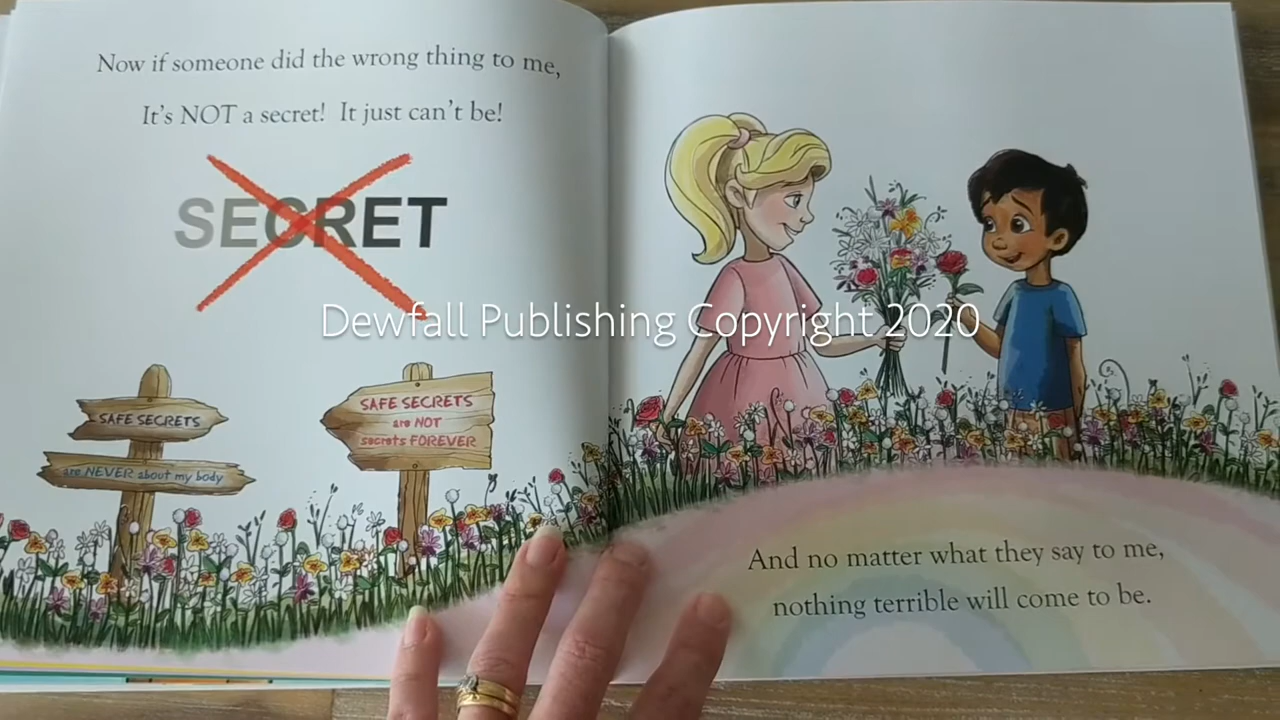 Now if someone did the wrong thing to me,
It's NOT a secret! It just can't be!
SECRET
SAFE SECRETS
are NEVER about my body
SAFE SECRETS
are NOT
secrets FOREVER
Dewfall Publishing Copyright 2020
And no matter what they say to me,
nothing terrible will come to be.